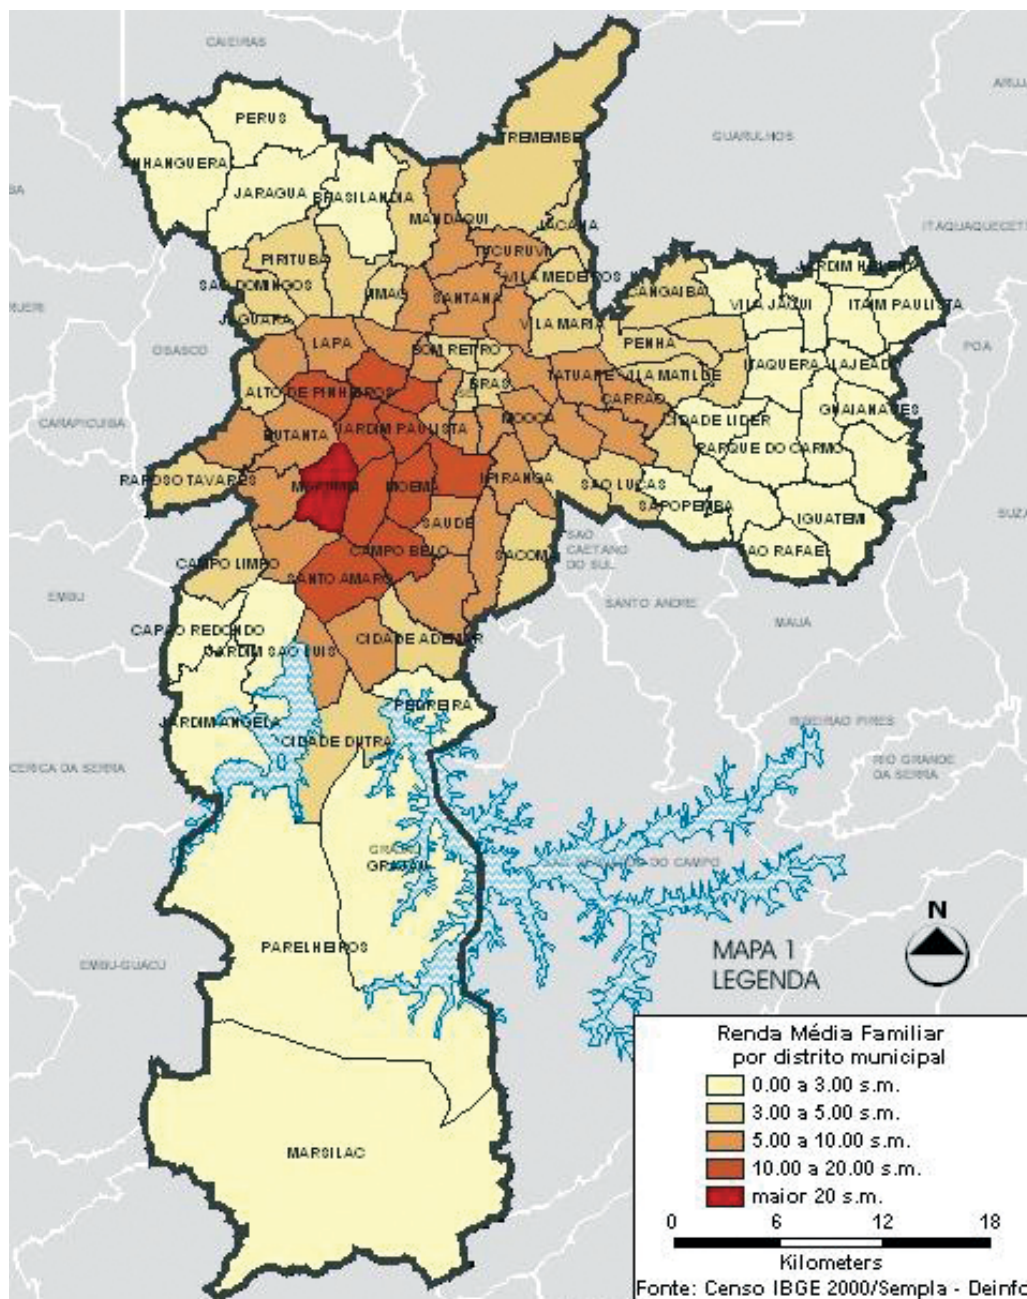 CAIEIRAS
ARUJ
PERUS
GUARULHOS
TREMEMBE
ANHANGUERA
JARAGUA
BRASILANDIA
MANDAQUI
JACANA
ITAQUAQUECET
PIRITUBA
TUCURUVI
SAO DOMINGOS
VILA MEDEIROS
JARDIM HELENA
LIMAO
SANTANA
CANGAIBA
VILA JAQUI
ITAIM PAULISTA
JAGUARA
VILA MARIA
OSASCO
LAPA
BOM RETIRO
PENHA
POA
ITAQUERA
LAJEADO
ALTO DE PINHEIROS
SE
BRAS
TATUAPE
VILA MATILDE
CARRAO
GUAIANASES
CARAPICUIBA
BUTANTA
JARDIM PAULISTA
MOOCA
CIDADE LIDER
PARQUE DO CARMO
RAPOSO TAVARES
MORUMBI
MOEMA
IPIRANGA
SAO LUCAS
SAPOPEMBA
IGUATEMI
SAUDE
SAO
CAETANO
DO SUL
CAMPO LIMPO
CAMPO BELO
SACOMA
SAO RAFAEL
SANTO AMARO
EMBU
SANTO ANDRE
MAUA
CAPAO REDONDO
JARDIM SAO LUIS
CIDADE ADEMAR
JARDIM ANGELA
PEDREIRA
RIBEIRAO PIRES
CIDADE DUTRA
CERICA DA SERRA
RIO GRANDE
DA SERRA
GRAJAU
PARELHEIROS
EMBU-GUACU
N
MAPA 1
LEGENDA
MARSILAC
Renda Média Familiar
por distrito municipal
0.00 a 3.00 s.m.
3.00 a 5.00 s.m.
5.00 a 10.00 s.m.
10.00 a 20.00 s.m.
maior 20 s.m.
0 6 12 18
Kilometers
Fonte: Censo IBGE 2000/Sempla - Deinfo